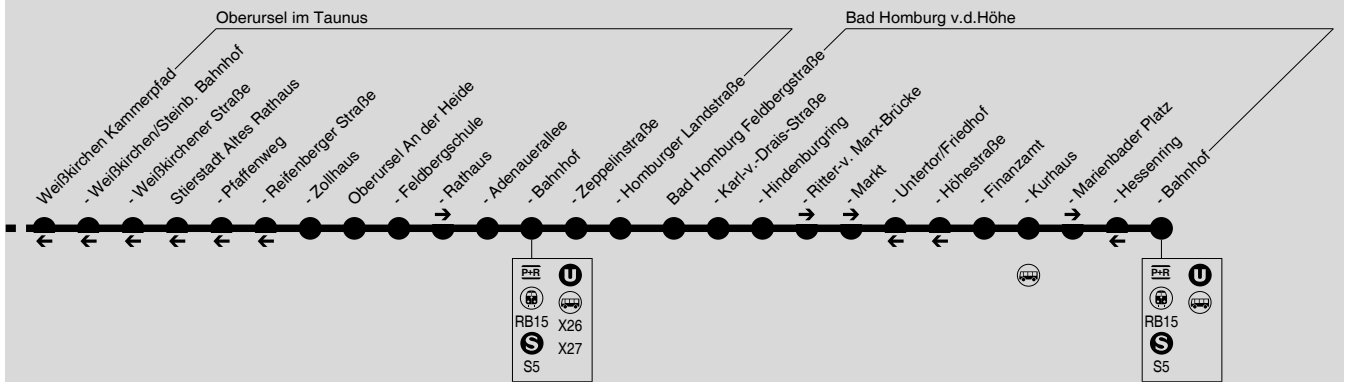 Oberursel im Taunus
Bad Homburg v.d.Höhe
Weißkirchen Kammerpfad
- Weißkirchen/Steinb. Bahnhof
- Weißkirchener Straße
Stierstadt Altes Rathaus
- Pfaffenweg
- Reifenberger Straße
- Zollhaus
Oberursel An der Heide
- Feldbergschule
- Rathaus
- Adenauerallee
- Bahnhof
- Zeppelinstraße
- Homburger Landstraße
Bad Homburg Feldbergstraße
- Karl-v.-Drais-Straße
- Hindenburgring
- Ritter-v. Marx-Brücke
- Markt
- Untertor/Friedhof
- Höhestraße
- Finanzamt
- Kurhaus
- Marienbader Platz
- Hessenring
- Bahnhof
P+R U
RB15 X26
S X27
S5
P+R U
RB15
S
S5